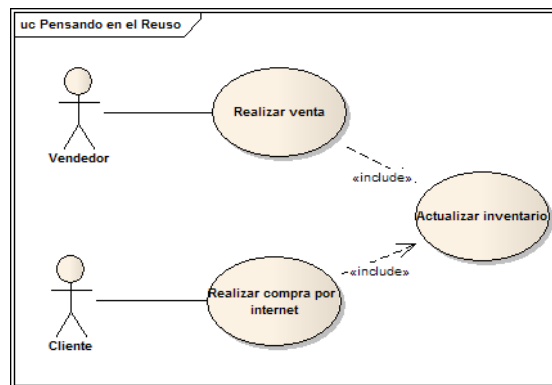 uc Pensando en el Reuso
Realizar venta
Vendedor
«include»
Actualizar inventario
«include»
Realizar compra por
internet
Cliente